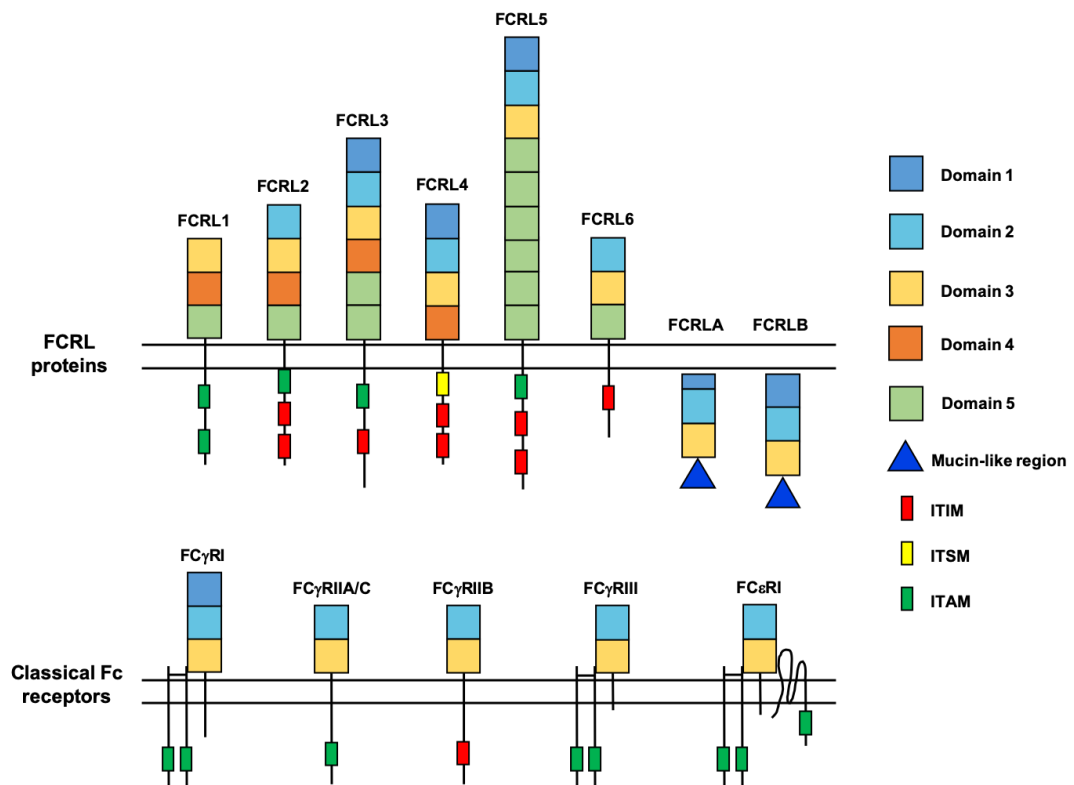 FCRL5
FCRL3
FCRL2
FCRL4
FCRL1
FCRL6
FCRLA
FCRLB
FCRL
proteins
Domain 1
Domain 2
Domain 3
Domain 4
Domain 5
Mucin-like region
ITIM
ITSM
ITAM
FCγRI
FCγRIIA/C
FCγRIIB
FCγRIII
FCεRI
Classical Fc
receptors